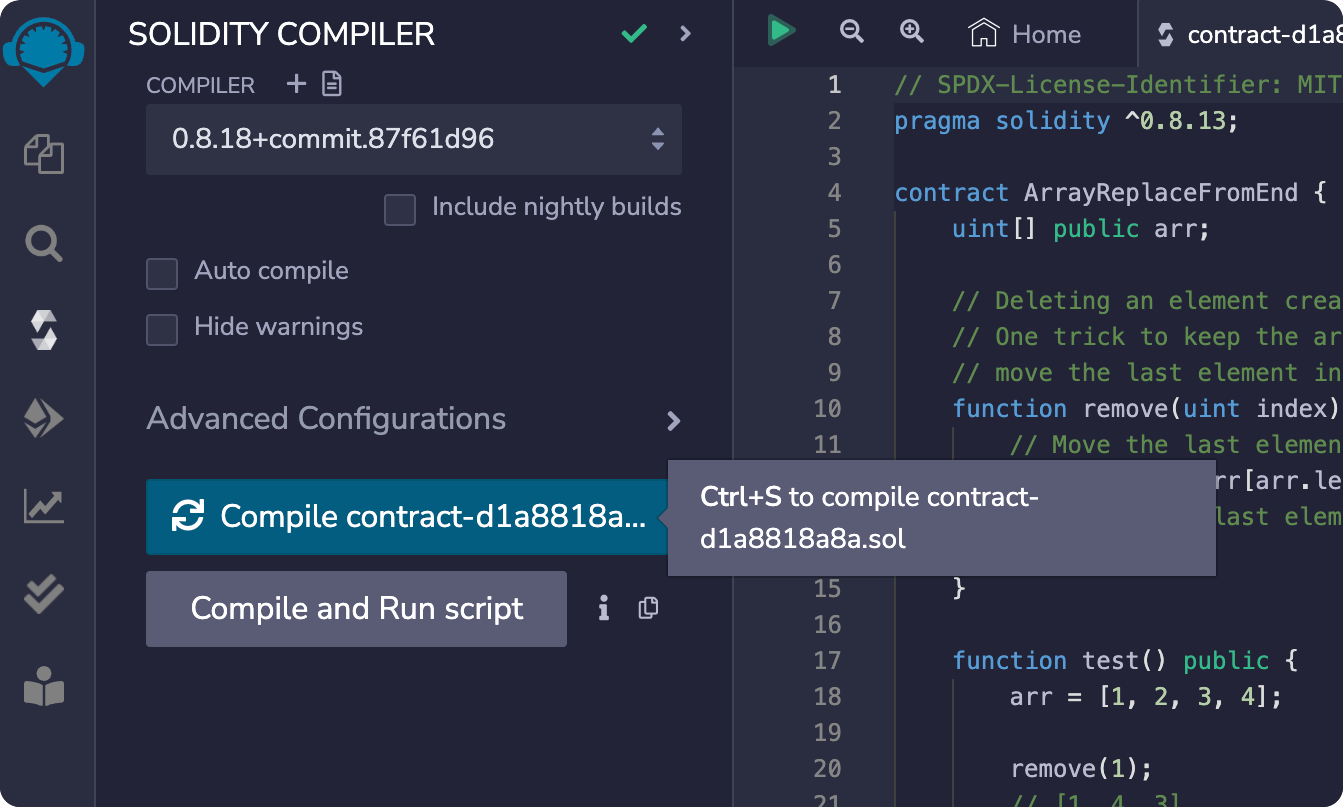 SOLIDITY COMPILER
COMPILER
0.8.18+commit.87f61d96
Include nightly builds
Auto compile
Hide warnings
Advanced Configurations
Compile contract-d1a8818a...
Ctrl+S to compile contract-
d1a8818a8a.sol
Compile and Run script
Home
contract-d1a8
1 // SPDX-License-Identifier: MIT
2 pragma solidity ^0.8.13;
3
4 contract ArrayReplaceFromEnd {
5 uint[] public arr;
6
7 // Deleting an element crea
8 // One trick to keep the ar
9 // move the last element in
10 function remove(uint index)
11 // Move the last elemen
rr[arr.le
last elem
15 }
16
17 function test() public {
18 arr = [1, 2, 3, 4];
19
20 remove(1);
21 // [1, 4, 3]